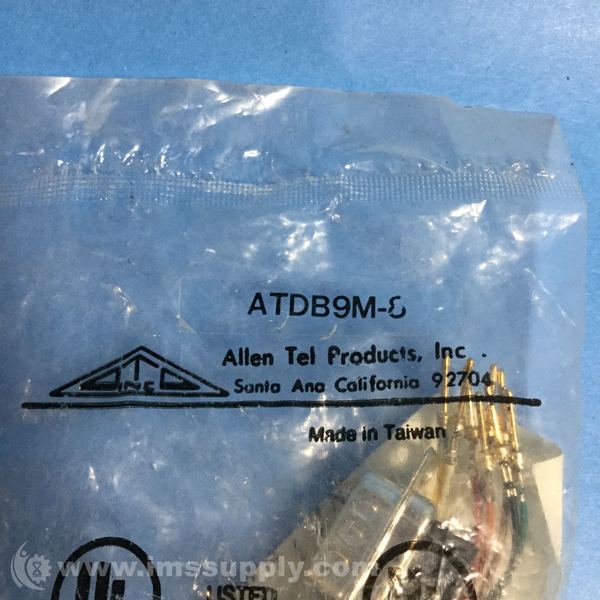 ATDB9M-8
Allen Tel Products, Inc.
Santa Ana California 92704
Made in Taiwan
LISTED
www.imssupply.com